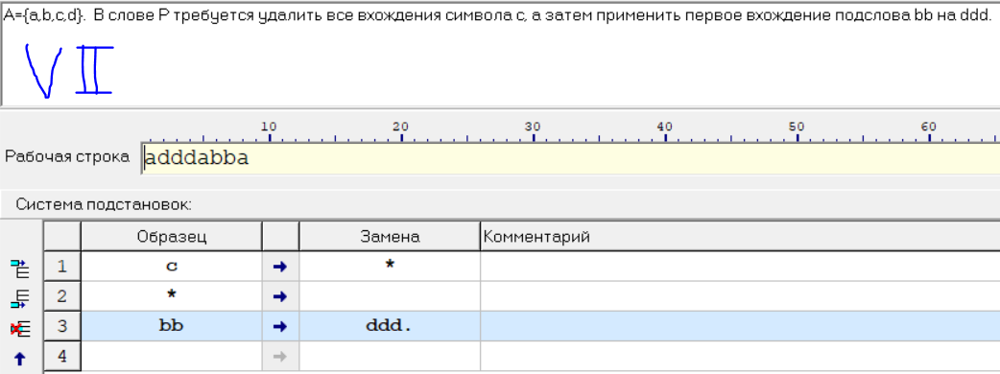 A={a,b,c,d}. В слове P требуется удалить все вхождения символа c, а затем применить первое вхождение подслова bb на ddd.
VII
10 20 30 40 50 60
Рабочая строка adddabba
Система подстановок:
Образец Замена Комментарий
1 c → *
2 * →
3 bb → ddd.
4 →